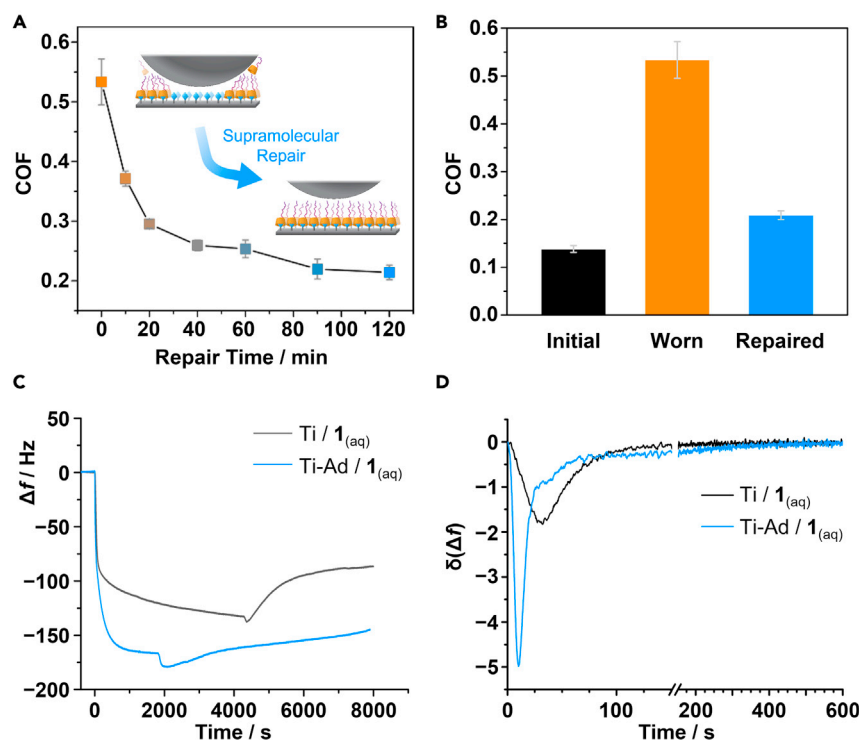 A
0.6
0.5
0.4
0.3
0.2
COF
Supramolecular
Repair
0 20 40 60 80 100 120
Repair Time / min
B
0.6
0.5
0.4
0.3
0.2
0.1
0.0
COF
Initial Worn Repaired
C
50
0
−50
−100
−150
−200
Δf / Hz
Ti / 1(aq)
Ti-Ad / 1(aq)
0 2000 4000 6000 8000
Time / s
D
0
−1
−2
−3
−4
−5
δ(Δf)
Ti / 1(aq)
Ti-Ad / 1(aq)
0 50 100 200 300 400 500 600
Time / s